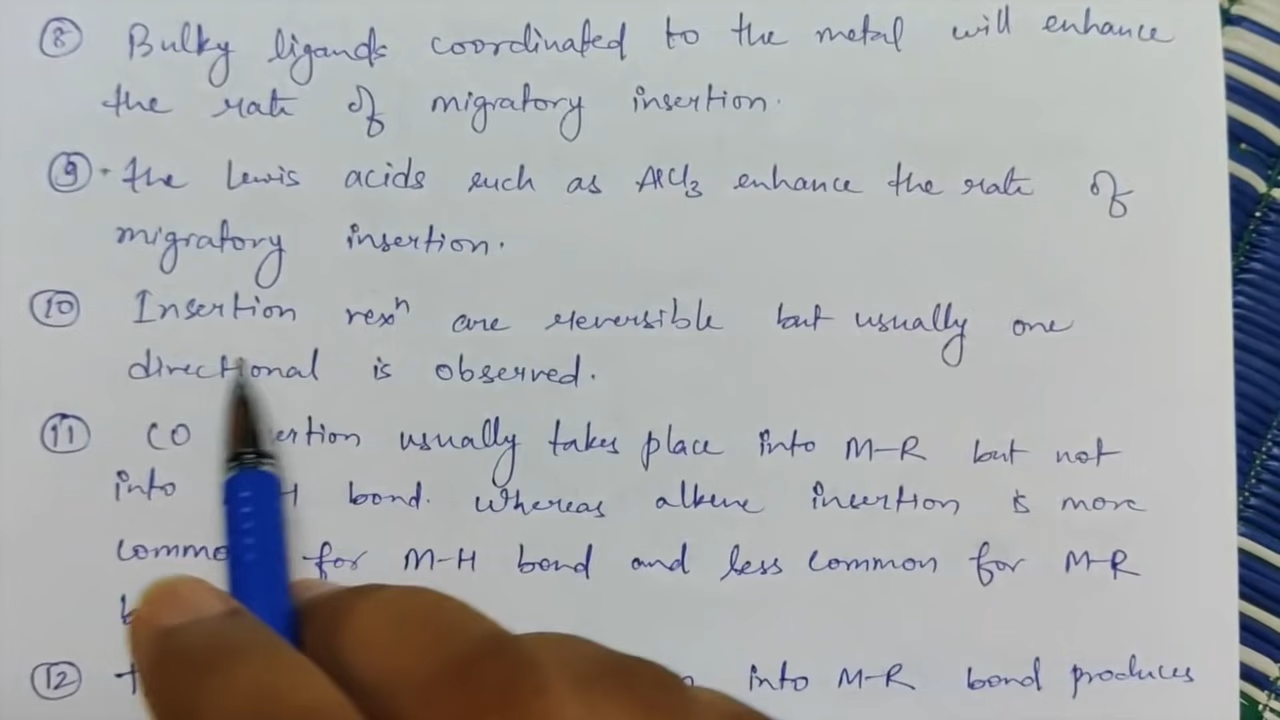 ⑧ Bulky ligands coordinated to the metal will enhance
the rate of migratory insertion.
⑨ The Lewis acids such as AlCl3 enhance the rate of
migratory insertion.
⑩ Insertion rexⁿ are reversible but usually one
directional is observed.
⑪ CO usually takes place into M-R but not
into bond. Whereas alkene insertion is more
for M-H bond and less common for M-R
⑫ into M-R bond produces